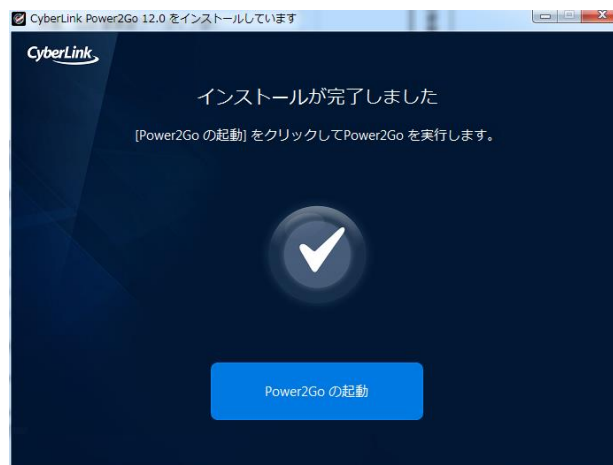 CyberLink Power2Go 12.0 をインストールしています
CyberLink
インストールが完了しました
[Power2Go の起動] をクリックしてPower2Go を実行します。
Power2Go の起動